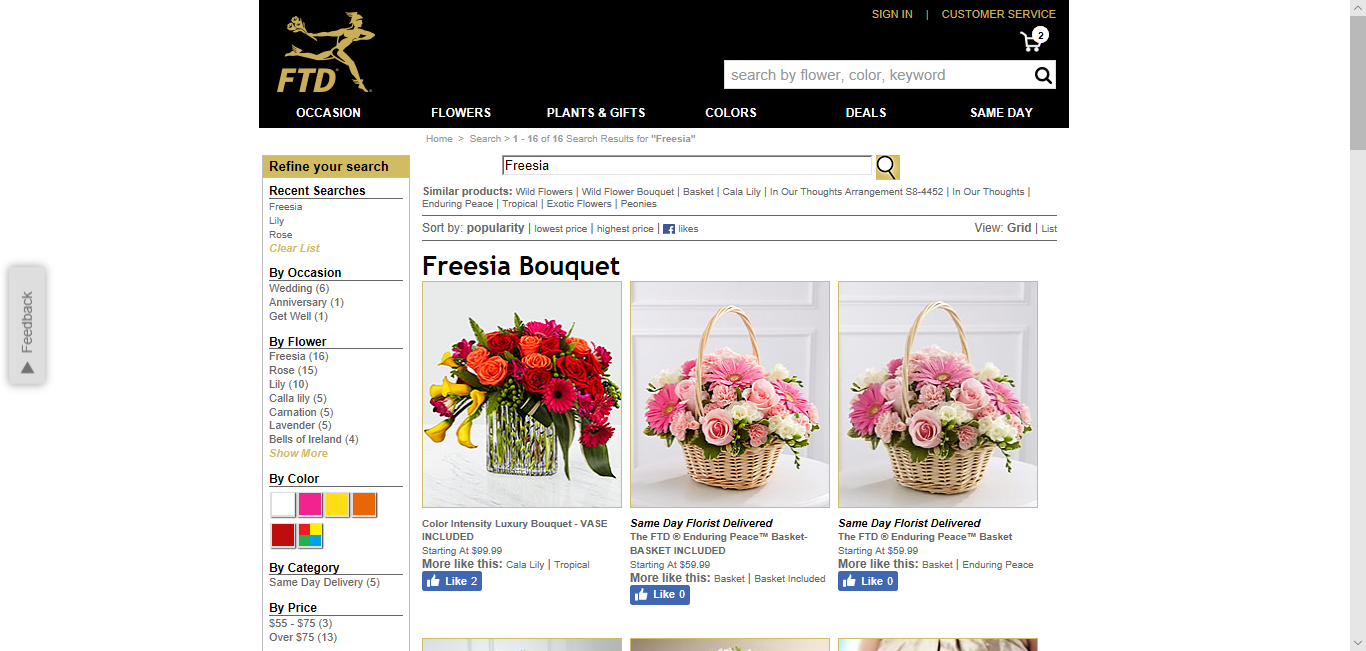 SIGN IN | CUSTOMER SERVICE
2
FTD
search by flower, color, keyword
OCCASION FLOWERS PLANTS & GIFTS COLORS DEALS SAME DAY
Home > Search > 1 - 16 of 16 Search Results for "Freesia"
Refine your search
Recent Searches
Freesia
Lily
Rose
Clear List
By Occasion
Wedding (6)
Anniversary (1)
Get Well (1)
By Flower
Freesia (16)
Rose (15)
Lily (10)
Calla lily (5)
Carnation (5)
Lavender (5)
Bells of Ireland (4)
Show More
By Color
By Category
Same Day Delivery (5)
By Price
$55 - $75 (3)
Over $75 (13)
Feedback
Freesia
Similar products: Wild Flowers | Wild Flower Bouquet | Basket | Cala Lily | In Our Thoughts Arrangement S8-4452 | In Our Thoughts |
Enduring Peace | Tropical | Exotic Flowers | Peonies
Sort by: popularity | lowest price | highest price | likes
View: Grid | List
Freesia Bouquet
Color Intensity Luxury Bouquet - VASE
INCLUDED
Starting At $99.99
More like this: Cala Lily | Tropical
Like 2
Same Day Florist Delivered
The FTD ® Enduring Peace™ Basket-
BASKET INCLUDED
Starting At $59.99
More like this: Basket | Basket Included
Like 0
Same Day Florist Delivered
The FTD ® Enduring Peace™ Basket
Starting At $59.99
More like this: Basket | Enduring Peace
Like 0